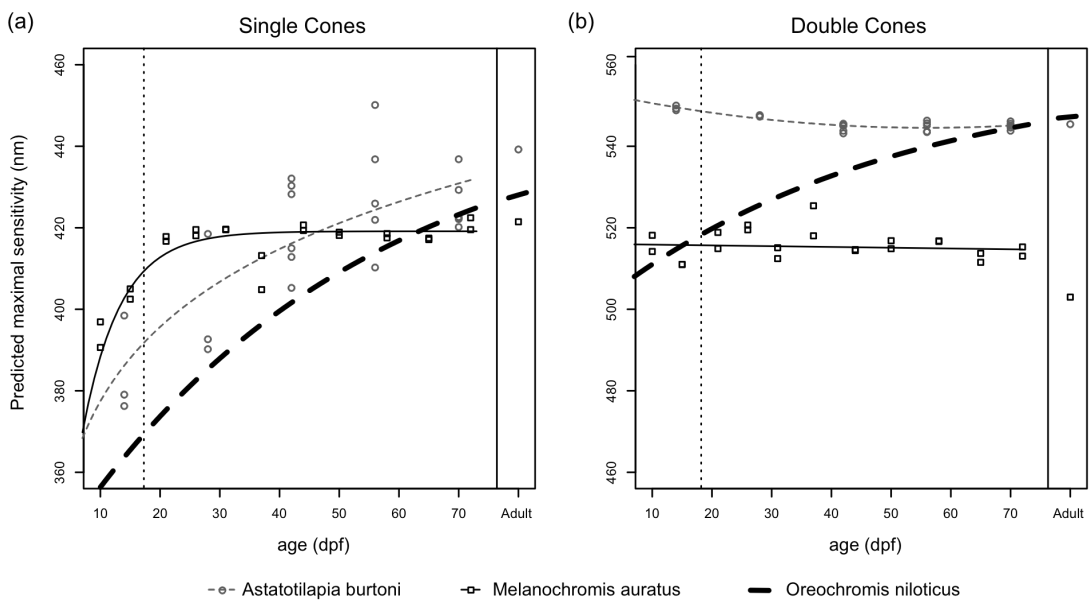 (a)
Single Cones
Predicted maximal sensitivity (nm)
460
440
420
400
380
360
10 20 30 40 50 60 70 Adult
age (dpf)
(b)
Double Cones
560
540
520
500
480
460
10 20 30 40 50 60 70 Adult
age (dpf)
Astatotilapia burtoni Melanochromis auratus Oreochromis niloticus